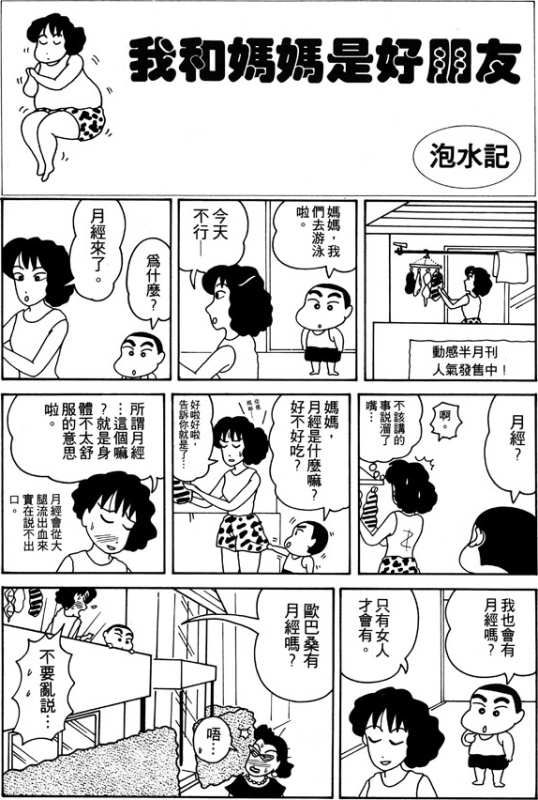 我和媽媽是好朋友
泡水記
動感半月刊
人氣發售中！
媽媽，我
們去游泳
啦。
今天
不行—
爲什麼？
月經來了。
月經？
啊。
不該講的
事說溜了
嘴…
媽媽，
月經是什麼嘛？
好不好吃？
好啦好啦，
告訴你就是了…
所謂月經
…這個嘛
？就是身
體不太舒
服的意思
啦。
月經會從大
腿流出血來
實在説不出
口。
我也會有
月經嗎？
只有女人
才會有。
歐巴桑有
月經嗎？
唔…
不要亂説…